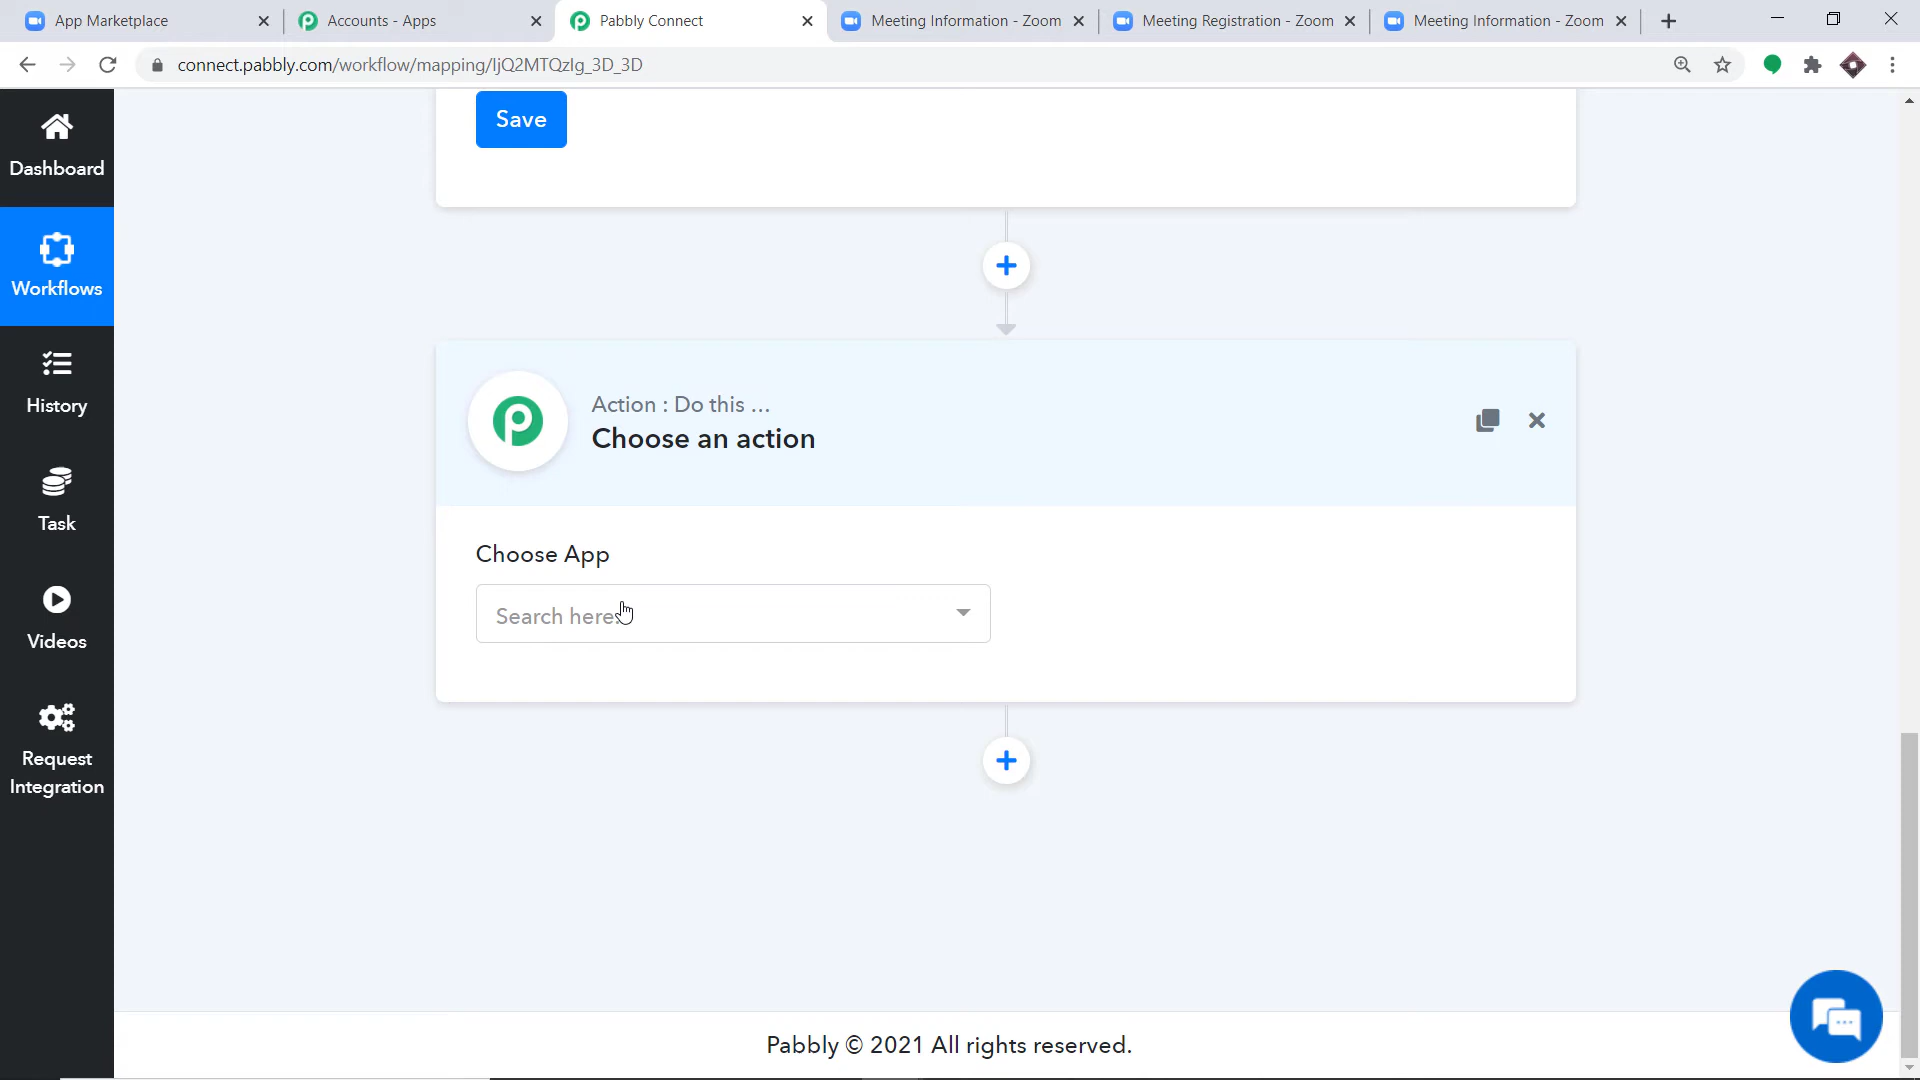 App Marketplace
Accounts - Apps
Pabbly Connect
Meeting Information - Zoom
Meeting Registration - Zoom
Meeting Information - Zoom
connect.pabbly.com/workflow/mapping/IjQ2MTQzIg_3D_3D
Dashboard
Workflows
History
Task
Videos
Request
Integration
Save
Action : Do this ...
Choose an action
Choose App
Search here.
Pabbly © 2021 All rights reserved.